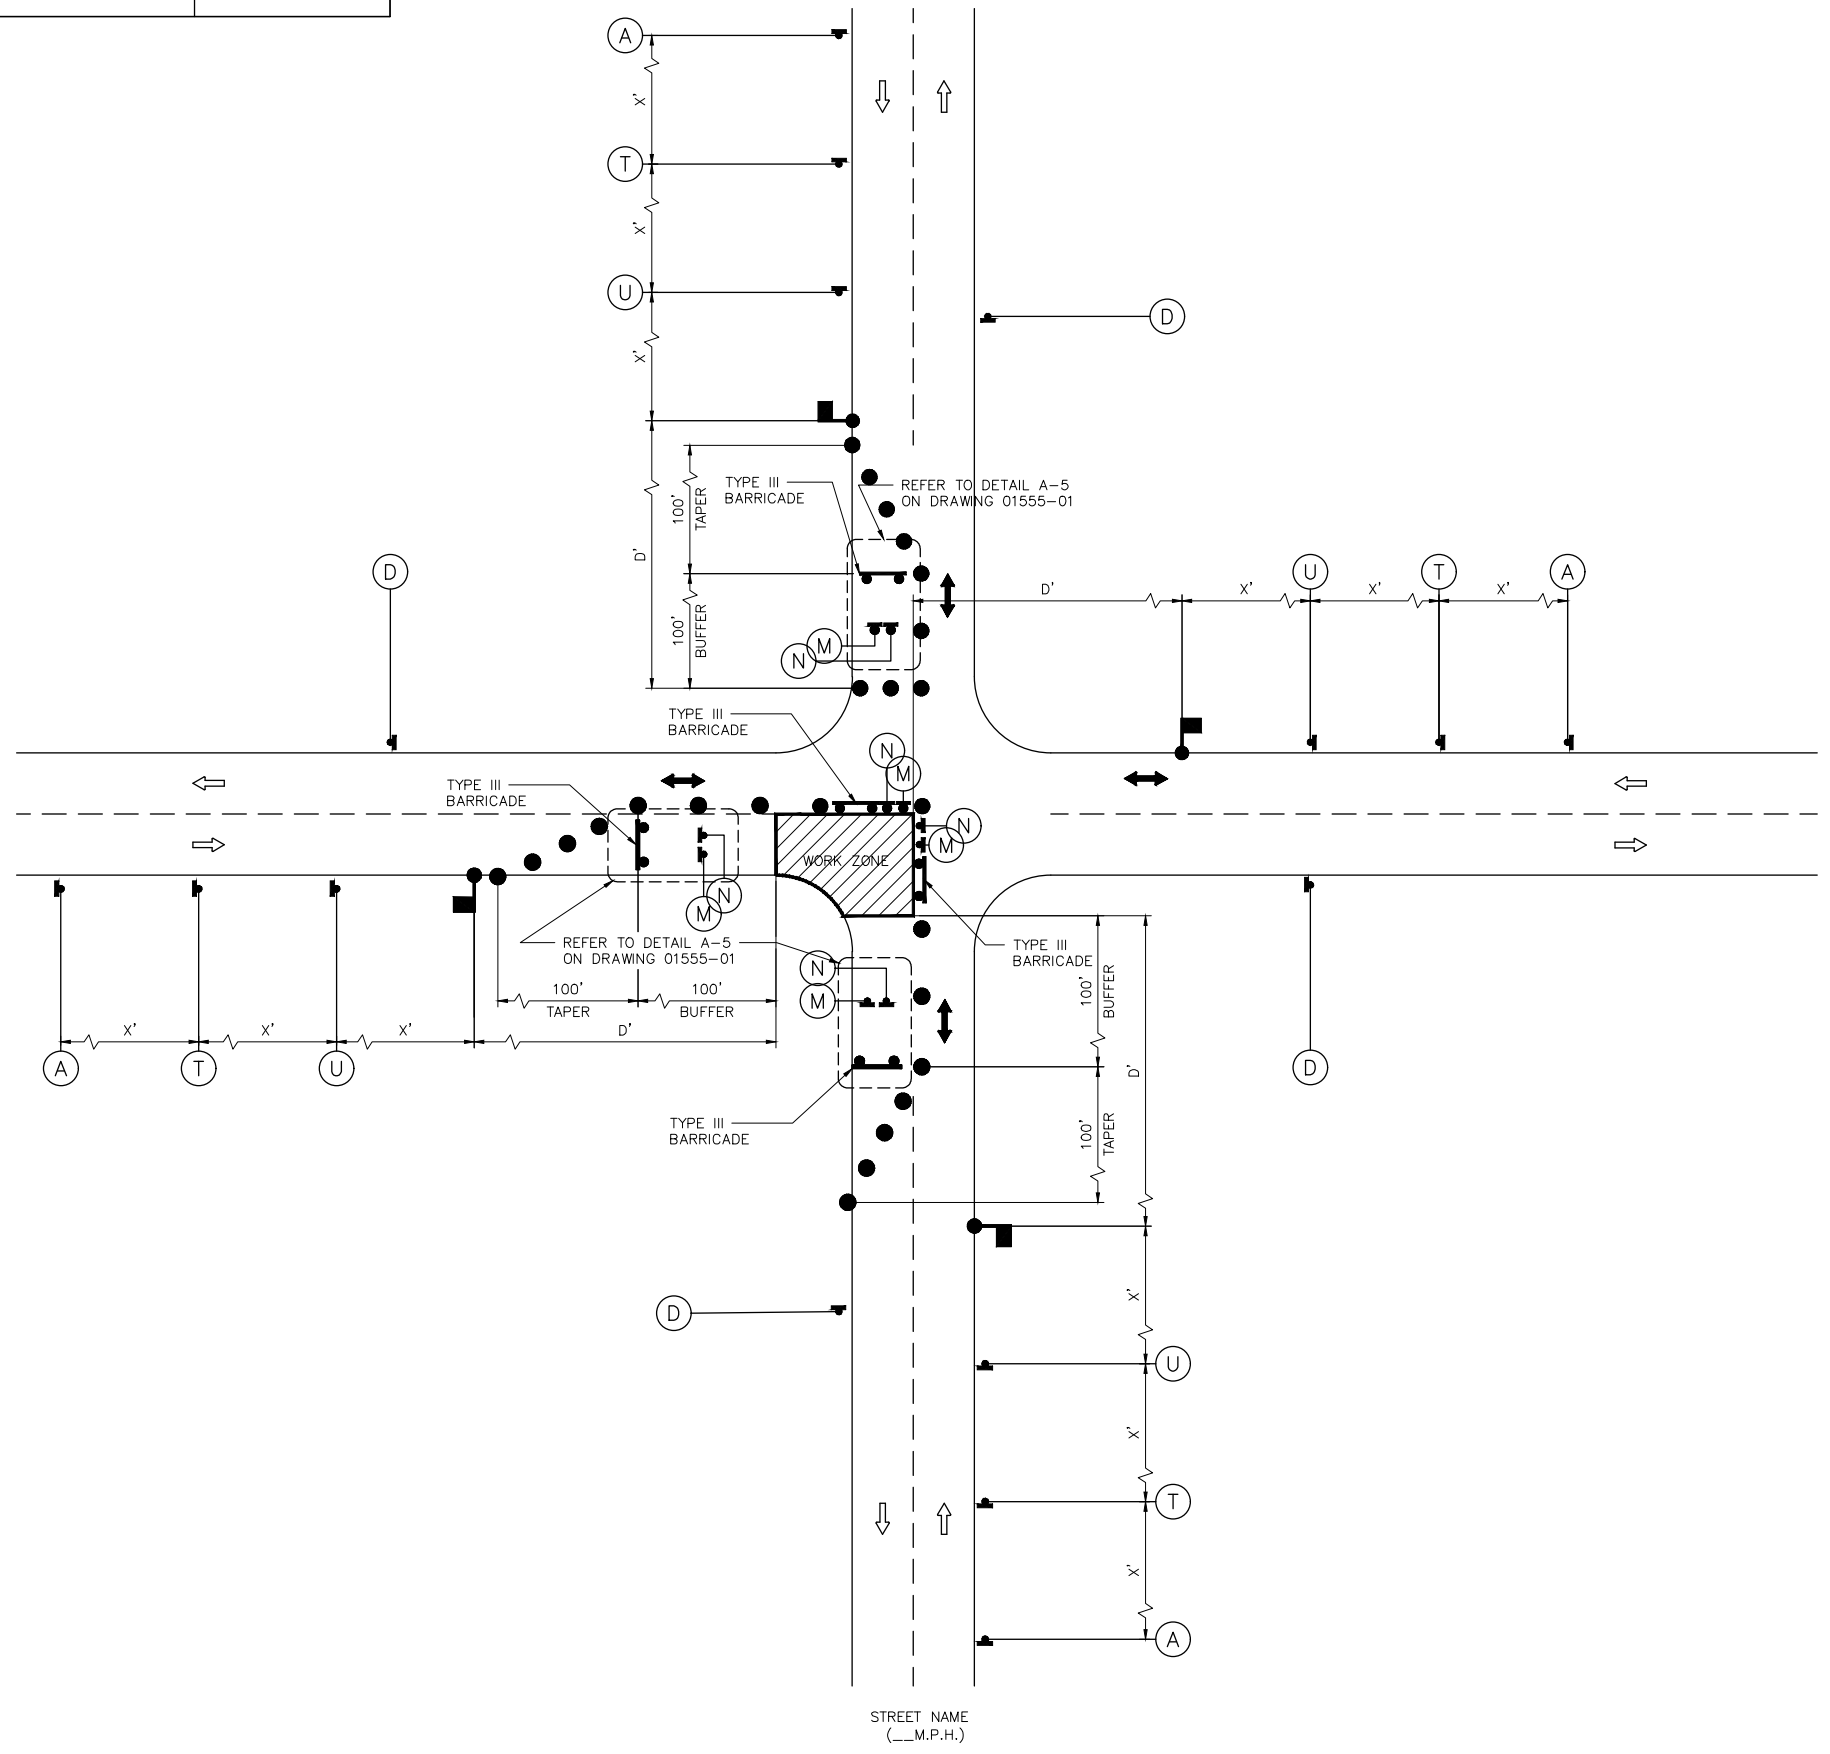 A
X'
T
X'
U
D
X'
TYPE III
BARRICADE
REFER TO DETAIL A-5
ON DRAWING 01555-01
100'
TAPER
D'
D
U
T
A
D'
X'
X'
X'
100'
BUFFER
M
N
TYPE III
BARRICADE
N
M
TYPE III
BARRICADE
N
M
WORK ZONE
N
M
REFER TO DETAIL A-5
ON DRAWING 01555-01
TYPE III
BARRICADE
N
M
100'
TAPER
100'
BUFFER
100'
BUFFER
X'
X'
X'
D'
A
T
U
D'
D
TYPE III
BARRICADE
100'
TAPER
D
X'
U
X'
T
X'
A
STREET NAME
(__M.P.H.)